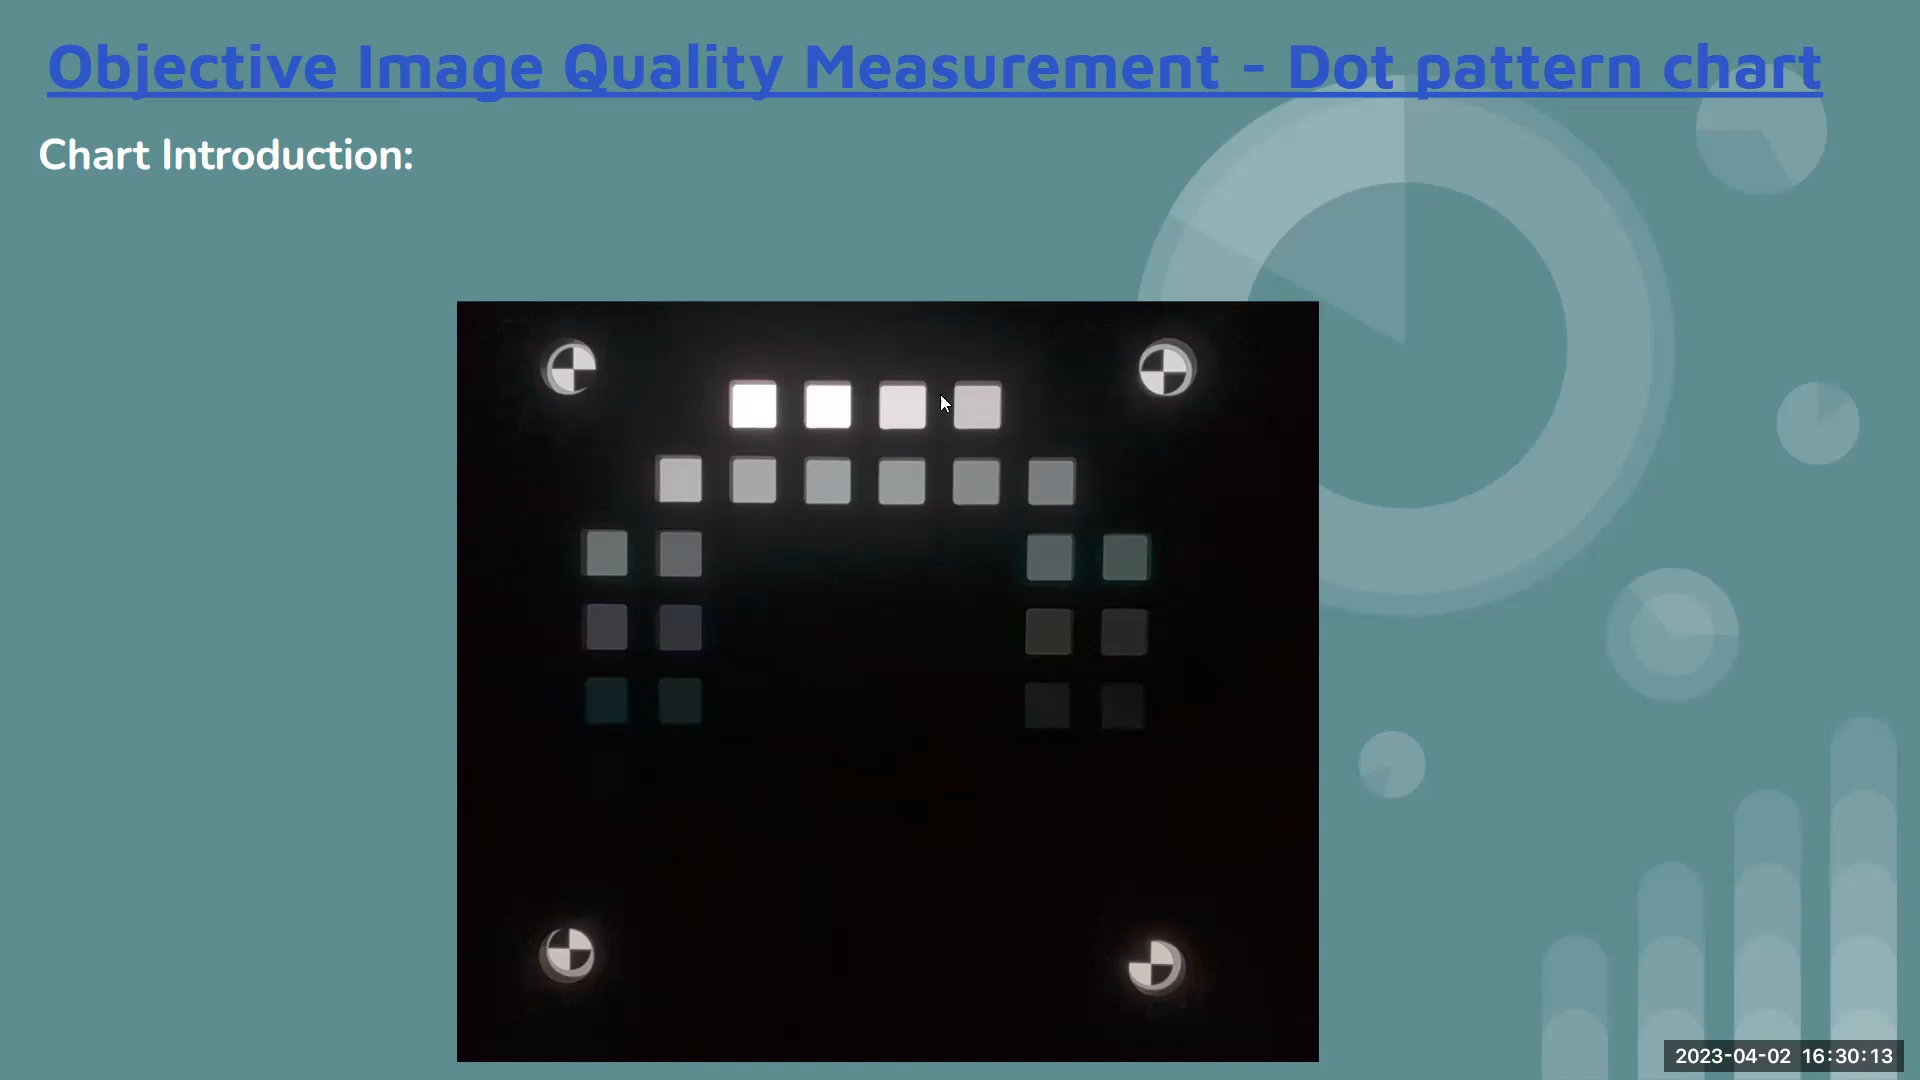 Objective Image Quality Measurement - Dot pattern chart
Chart Introduction:
2023-04-02 16:30:13